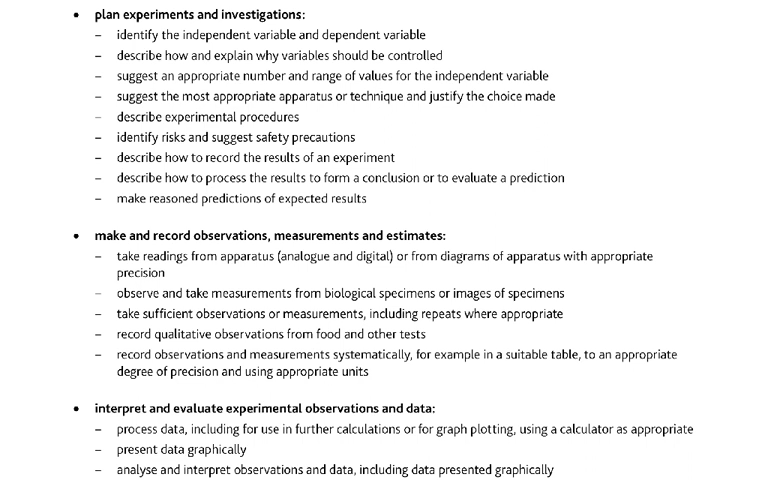 • plan experiments and investigations:
– identify the independent variable and dependent variable
– describe how and explain why variables should be controlled
– suggest an appropriate number and range of values for the independent variable
– suggest the most appropriate apparatus or technique and justify the choice made
– describe experimental procedures
– identify risks and suggest safety precautions
– describe how to record the results of an experiment
– describe how to process the results to form a conclusion or to evaluate a prediction
– make reasoned predictions of expected results
• make and record observations, measurements and estimates:
– take readings from apparatus (analogue and digital) or from diagrams of apparatus with appropriate
precision
– observe and take measurements from biological specimens or images of specimens
– take sufficient observations or measurements, including repeats where appropriate
– record qualitative observations from food and other tests
– record observations and measurements systematically, for example in a suitable table, to an appropriate
degree of precision and using appropriate units
• interpret and evaluate experimental observations and data:
– process data, including for use in further calculations or for graph plotting, using a calculator as appropriate
– present data graphically
– analyse and interpret observations and data, including data presented graphically